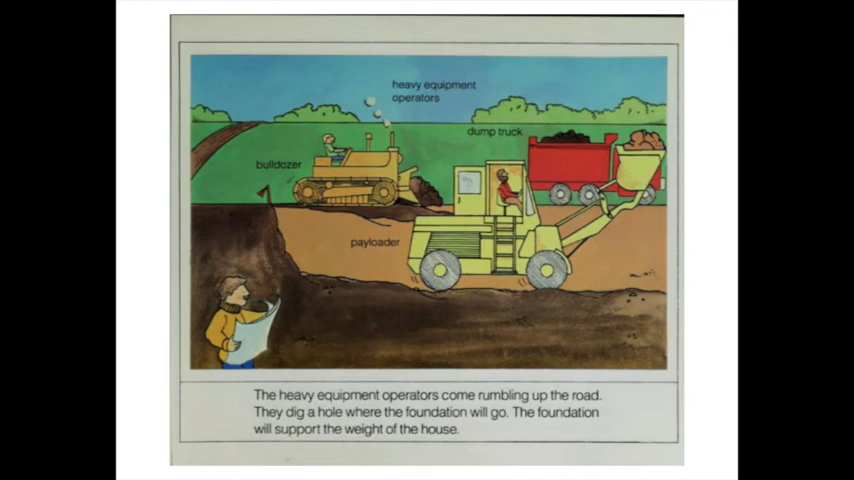 heavy equipment
operators
dump truck
bulldozer
payloader
The heavy equipment operators come rumbling up the road.
They dig a hole where the foundation will go. The foundation
will support the weight of the house.